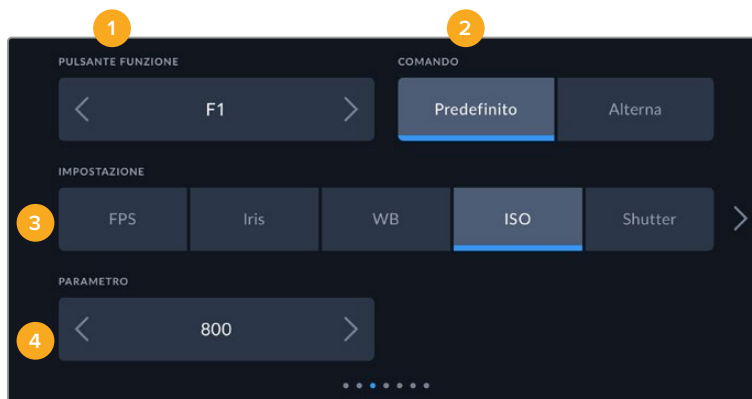 1 2
PULSANTE FUNZIONE COMANDO
F1 Predefinito Alterna
IMPOSTAZIONE
3 FPS Iris WB ISO Shutter
PARAMETRO
4 800